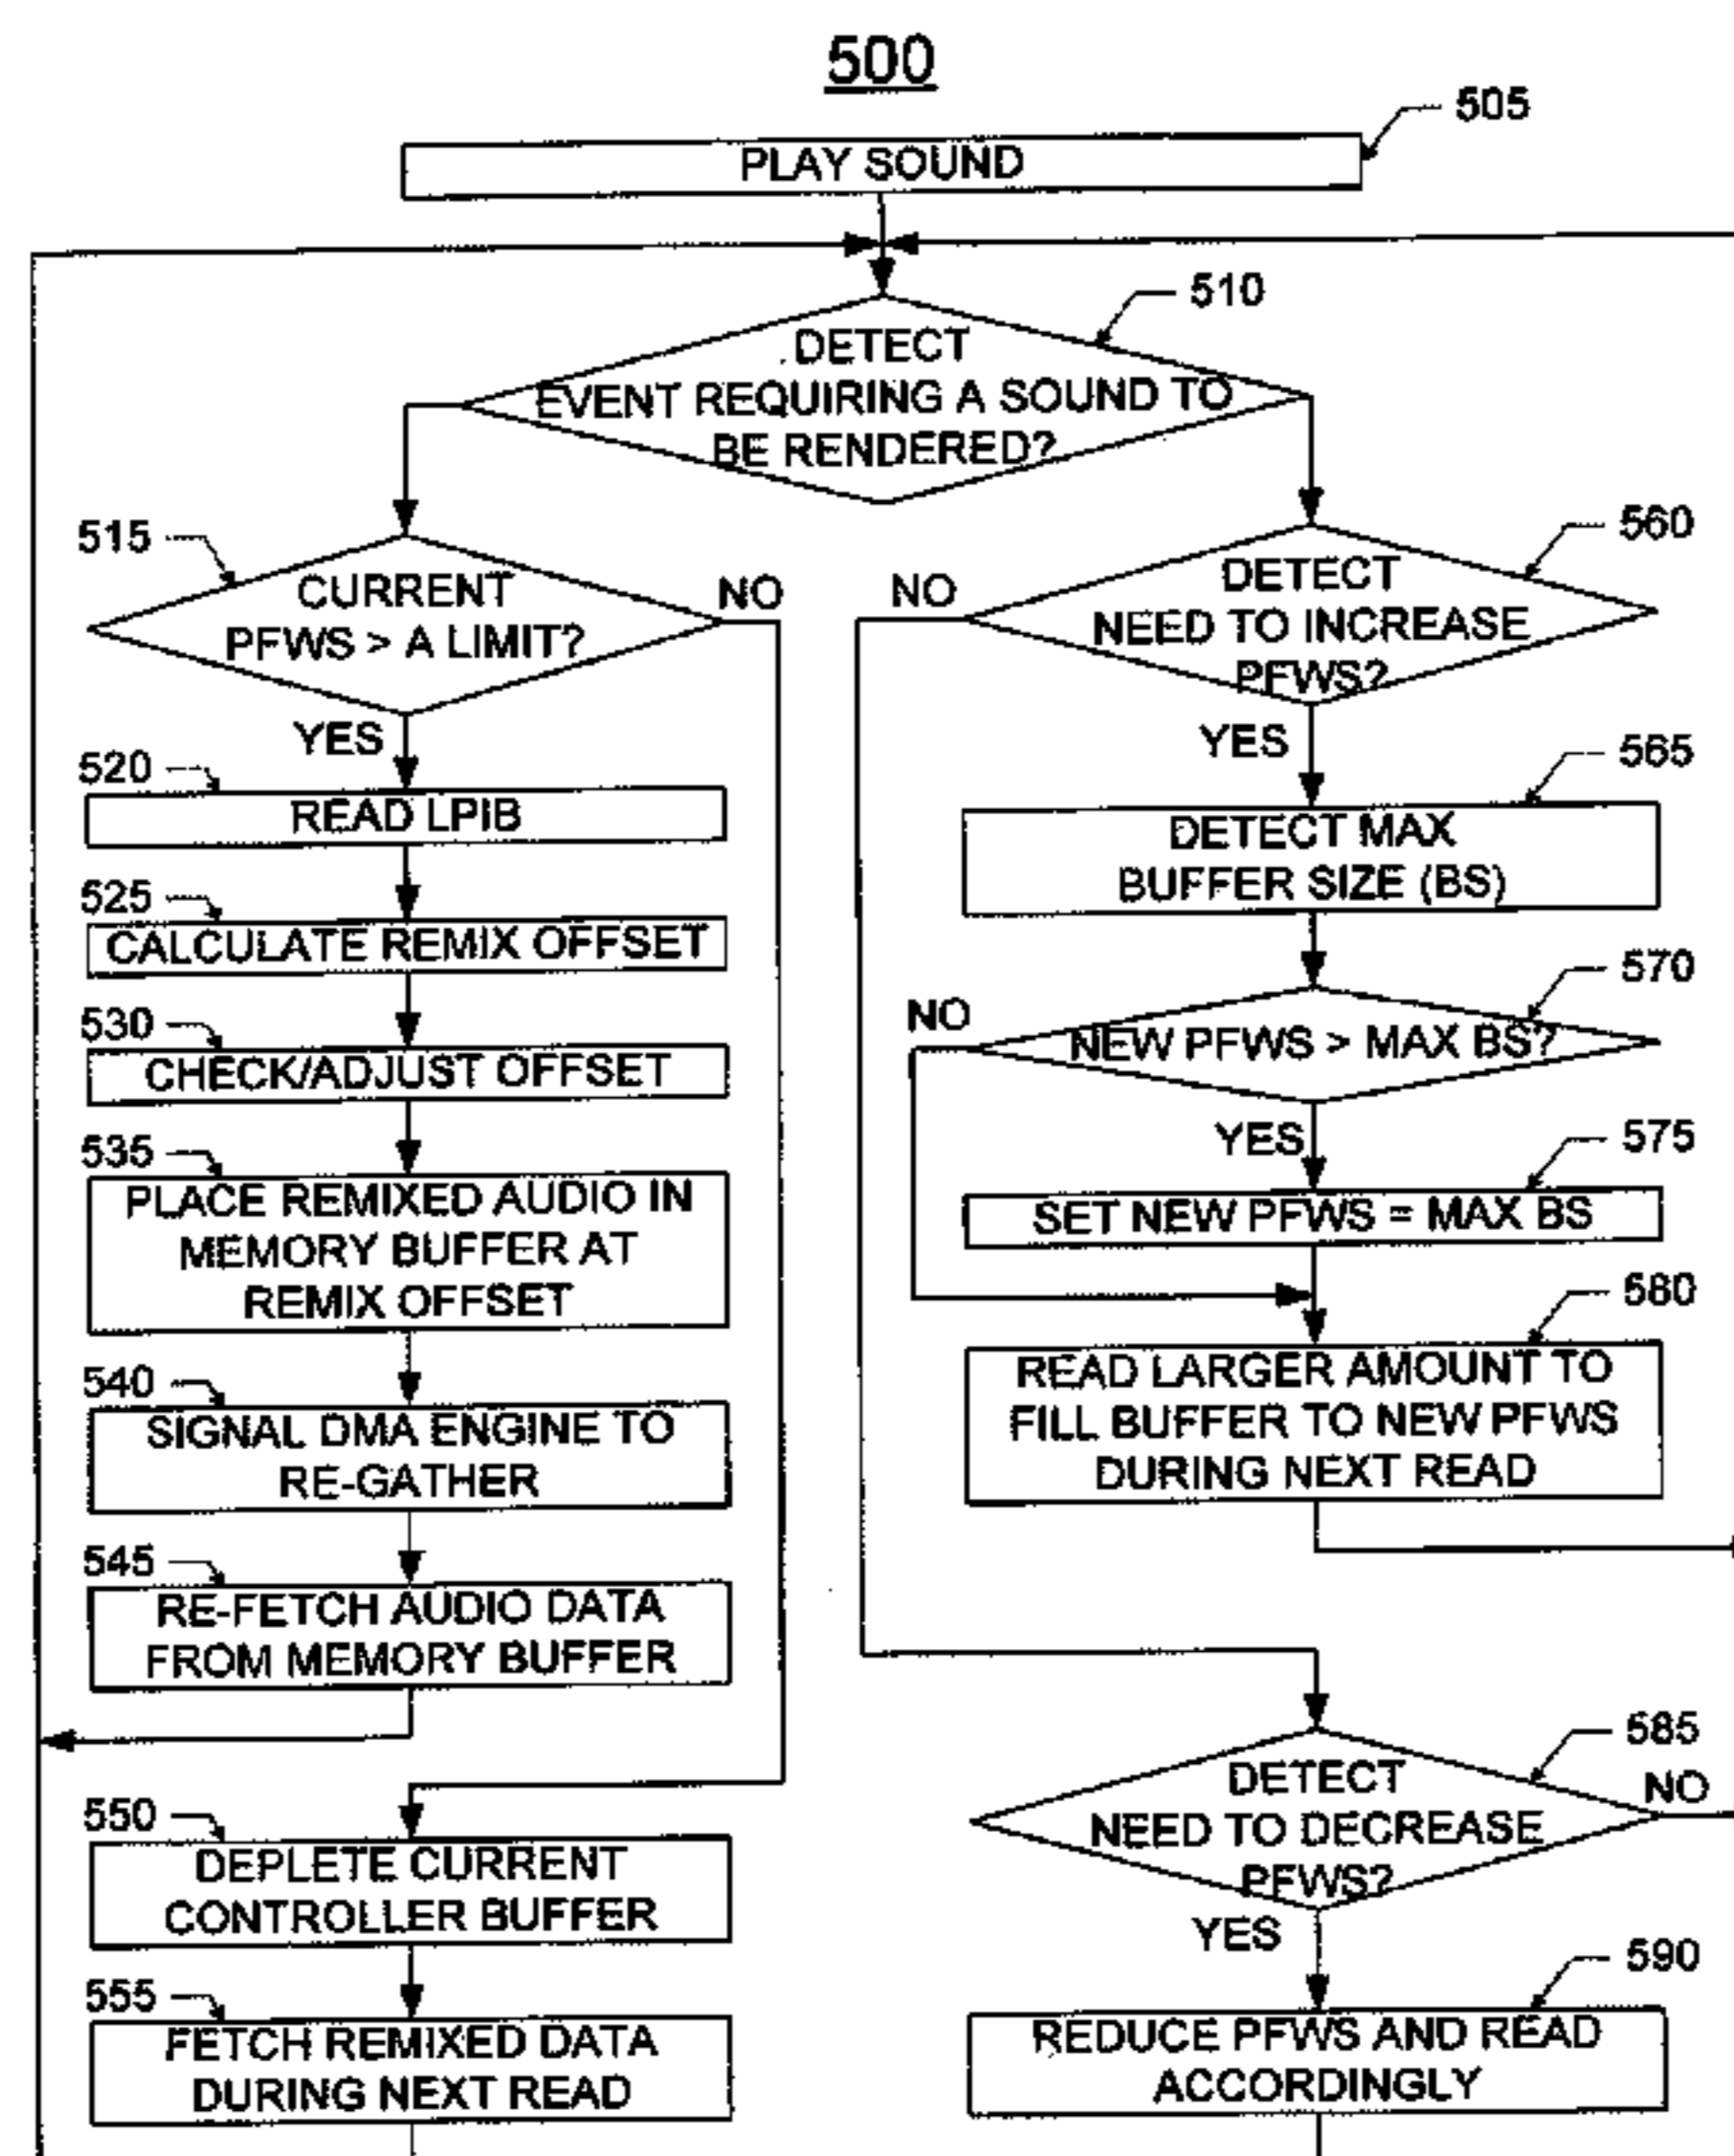 500
505
PLAY SOUND
510
DETECT
EVENT REQUIRING A SOUND TO
BE RENDERED?
515
CURRENT
PFWS > A LIMIT?
NO
YES
520
READ LPIB
525
CALCULATE REMIX OFFSET
530
CHECK/ADJUST OFFSET
535
PLACE REMIXED AUDIO IN
MEMORY BUFFER AT
REMIX OFFSET
540
SIGNAL DMA ENGINE TO
RE-GATHER
545
RE-FETCH AUDIO DATA
FROM MEMORY BUFFER
550
DEPLETE CURRENT
CONTROLLER BUFFER
555
FETCH REMIXED DATA
DURING NEXT READ
560
NO
DETECT
NEED TO INCREASE
PFWS?
YES
565
DETECT MAX
BUFFER SIZE (BS)
570
NO
NEW PFWS > MAX BS?
YES
575
SET NEW PFWS = MAX BS
580
READ LARGER AMOUNT TO
FILL BUFFER TO NEW PFWS
DURING NEXT READ
585
DETECT
NEED TO DECREASE
PFWS?
NO
YES
590
REDUCE PFWS AND READ
ACCORDINGLY